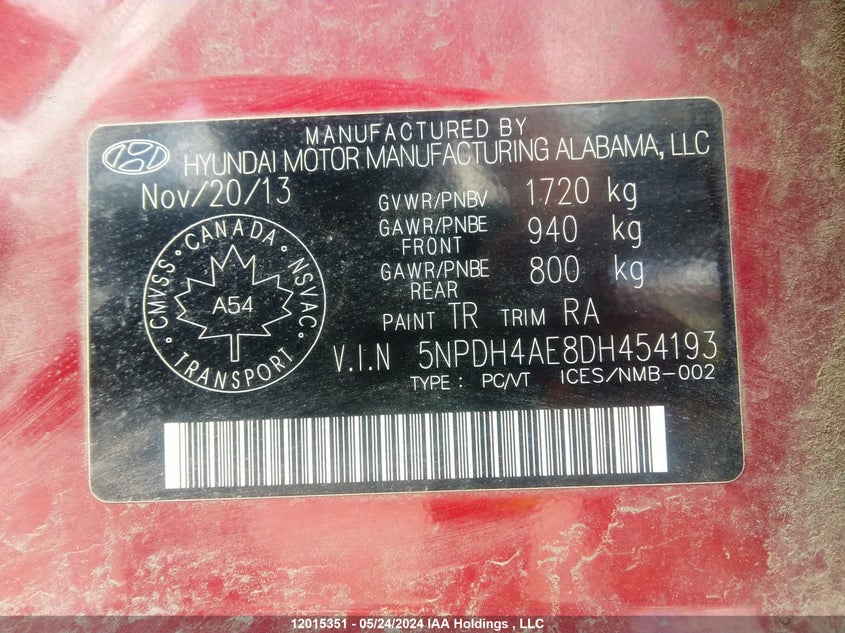 MANUFACTURED BY
HYUNDAI MOTOR MANUFACTURING ALABAMA, LLC
Nov/20/13
GVWR/PNBV 1720 kg
GAWR/PNBE FRONT 940 kg
GAWR/PNBE REAR 800 kg
CANADA
CMVSS
NSVAC
A54
TRANSPORT
PAINT TR TRIM RA
V.I.N 5NPDH4AE8DH454193
TYPE : PC/VT ICES/NMB-002
12015351 - 05/24/2024 IAA Holdings , LLC